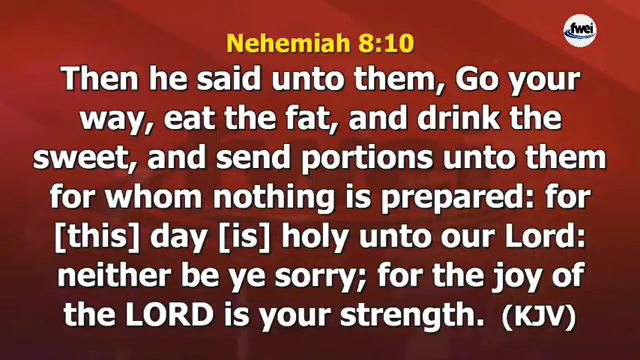 fwei
Nehemiah 8:10
Then he said unto them, Go your
way, eat the fat, and drink the
sweet, and send portions unto them
for whom nothing is prepared: for
[this] day [is] holy unto our Lord:
neither be ye sorry; for the joy of
the LORD is your strength. (KJV)